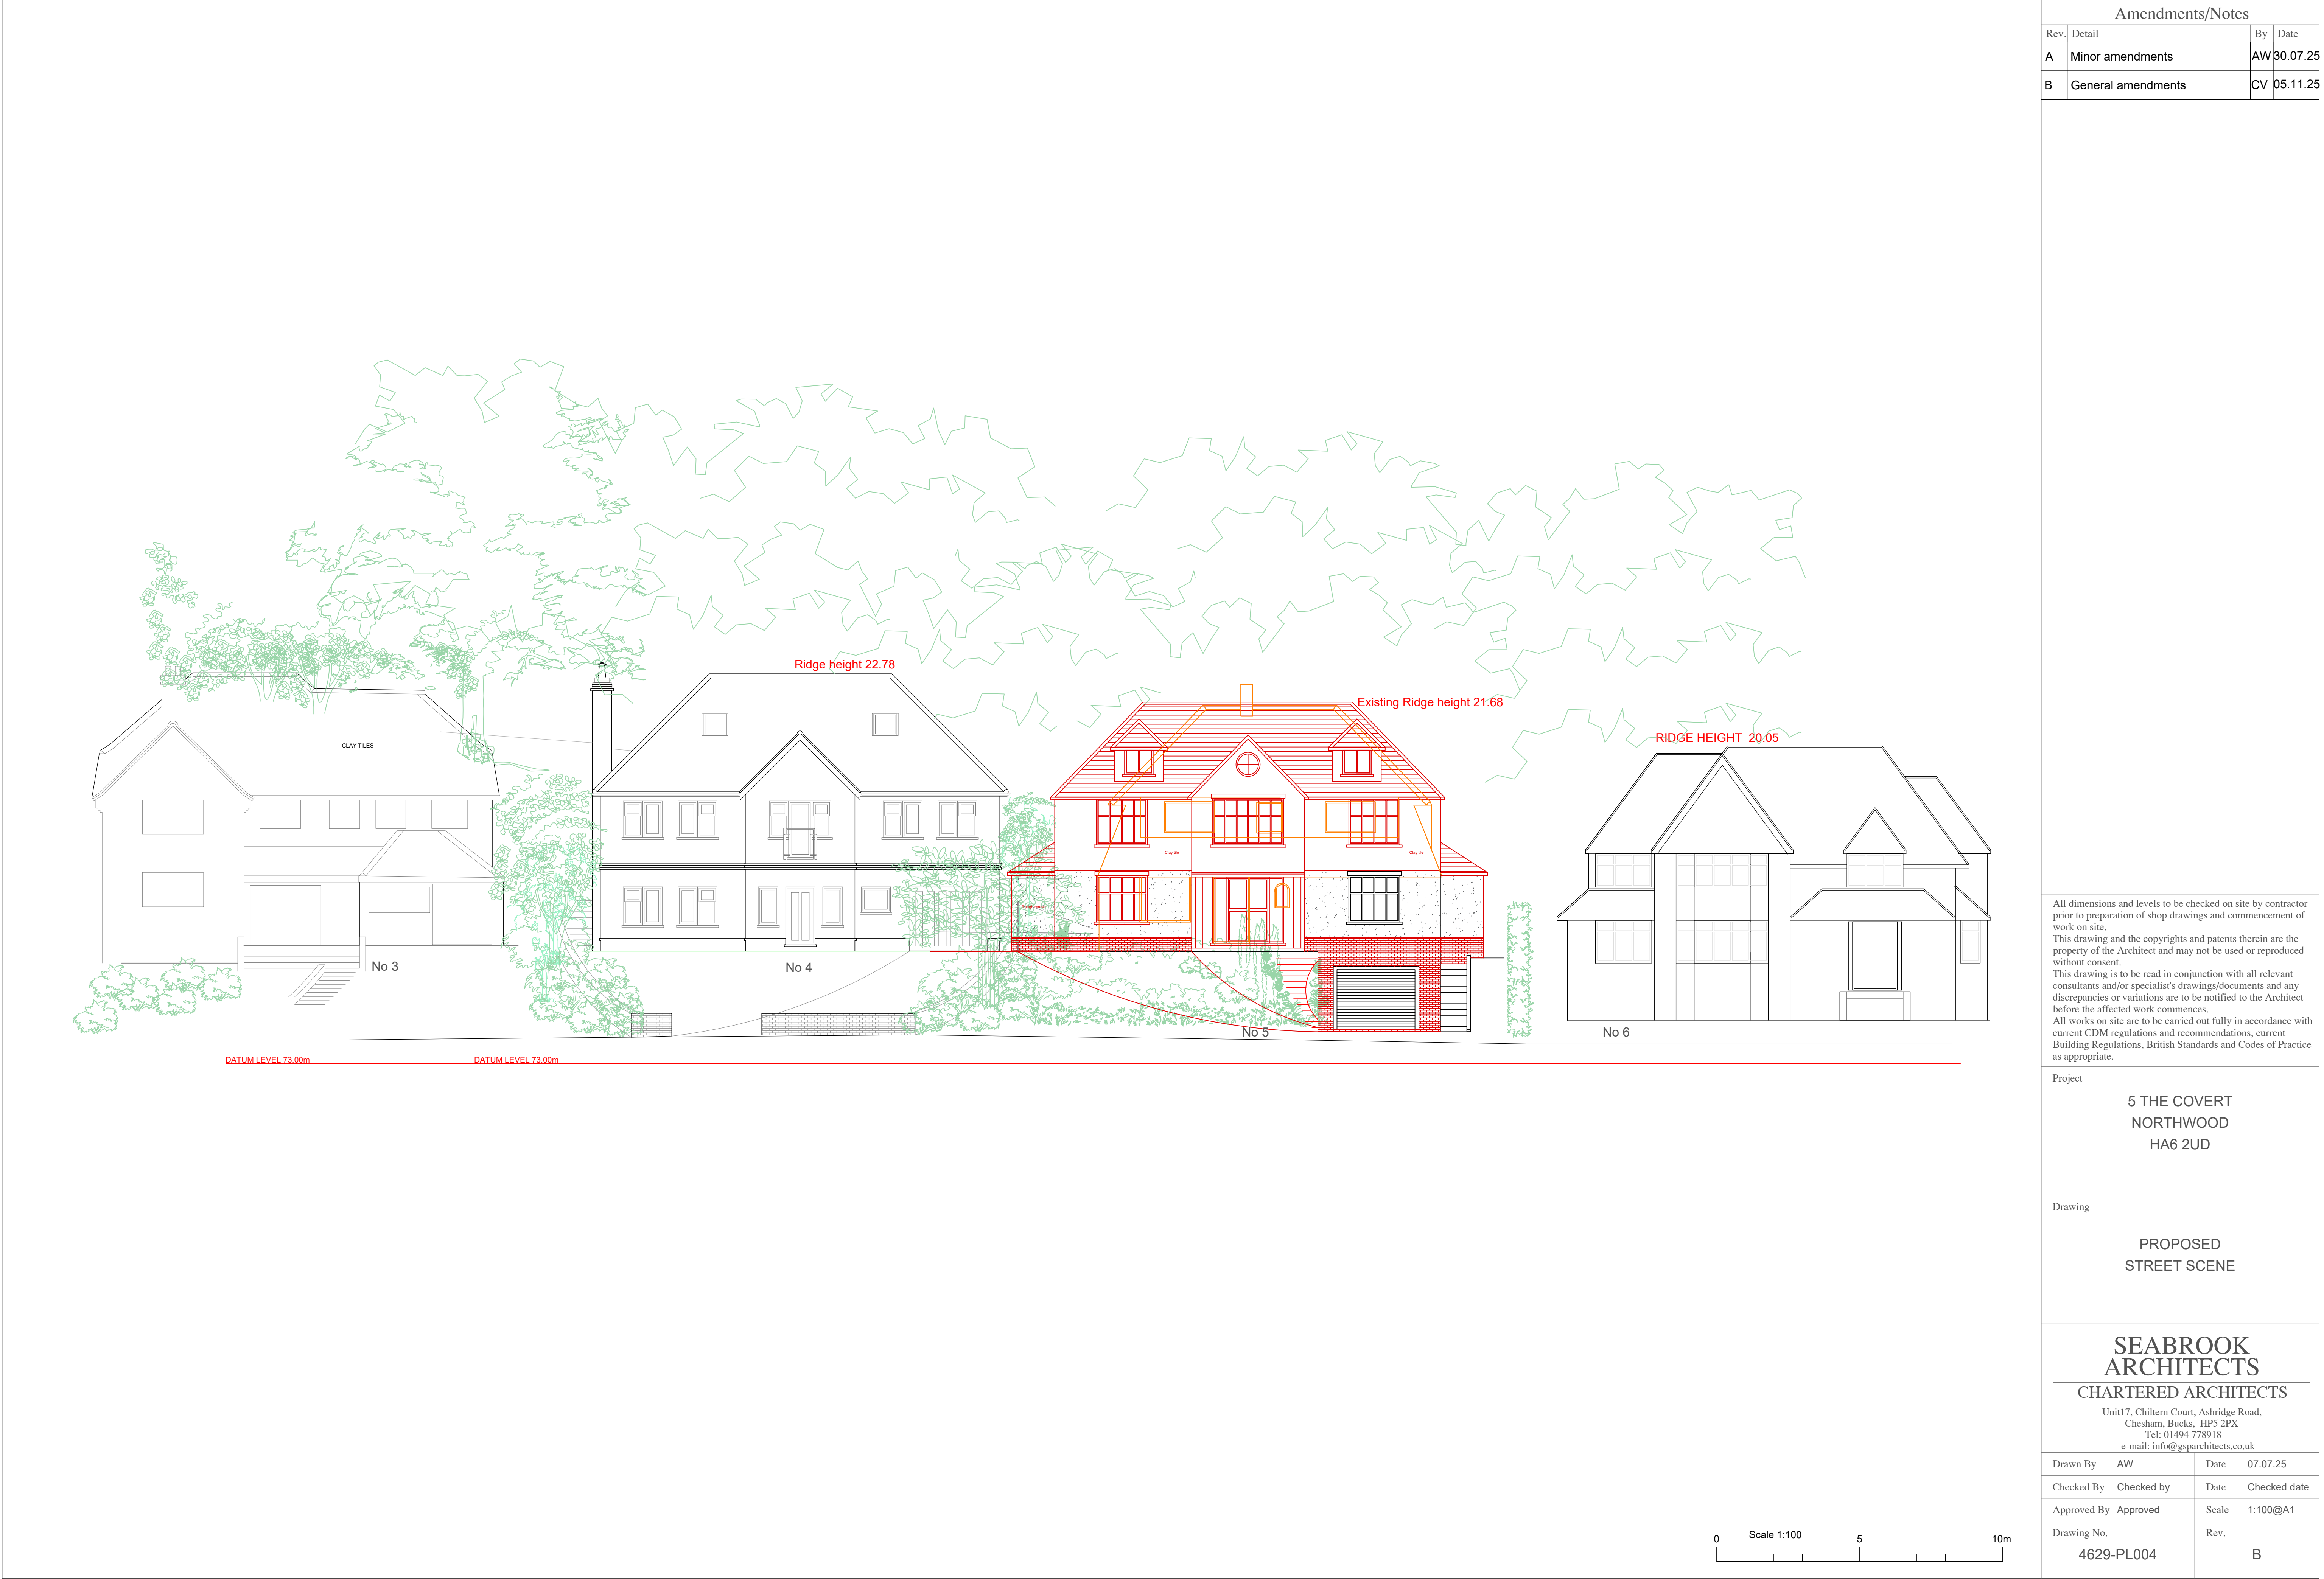 Amendments/Notes
Rev. Detail By Date
A Minor amendments AW 30.07.25
B General amendments CV 05.11.25
Ridge height 22.78
Existing Ridge height 21.68
RIDGE HEIGHT 20.05
CLAY TILES
Clay tile
Clay tile
No 3
No 4
No 5
No 6
DATUM LEVEL 73.00m
DATUM LEVEL 73.00m
All dimensions and levels to be checked on site by contractor
prior to preparation of shop drawings and commencement of
work on site.
This drawing and the copyrights and patents therein are the
property of the Architect and may not be used or reproduced
without consent.
This drawing is to be read in conjunction with all relevant
consultants and/or specialist's drawings/documents and any
discrepancies or variations are to be notified to the Architect
before the affected work commences.
All works on site are to be carried out fully in accordance with
current CDM regulations and recommendations, current
Building Regulations, British Standards and Codes of Practice
as appropriate.
Project
5 THE COVERT
NORTHWOOD
HA6 2UD
Drawing
PROPOSED
STREET SCENE
SEABROOK
ARCHITECTS
CHARTERED ARCHITECTS
Unit17, Chiltern Court, Ashridge Road,
Chesham, Bucks, HP5 2PX
Tel: 01494 778918
e-mail: info@gsparchitects.co.uk
Drawn By AW Date 07.07.25
Checked By Checked by Date Checked date
Approved By Approved Scale 1:100@A1
Drawing No. Rev.
4629-PL004 B
Scale 1:100
0 5 10m